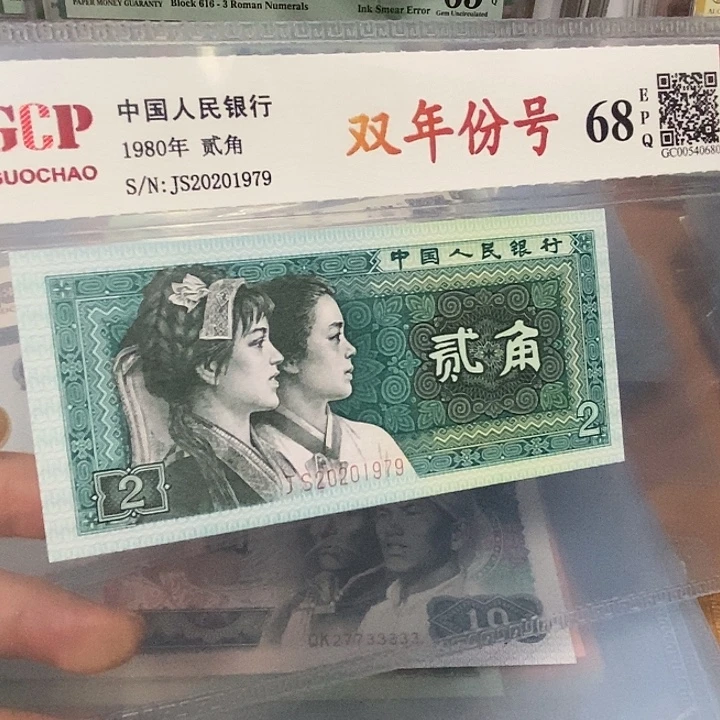 PAPER MONEY GUARANTY Block 616 - 3 Roman Numerals Ink Smear Error Gem Uncirculated
GCP
GUOCHAO
中国人民银行
1980年 贰角
S/N:JS20201979
双年份号
68
EPQ
GC00540680
中国人民银行
贰角
2
2
JS20201979
10
QK27733333